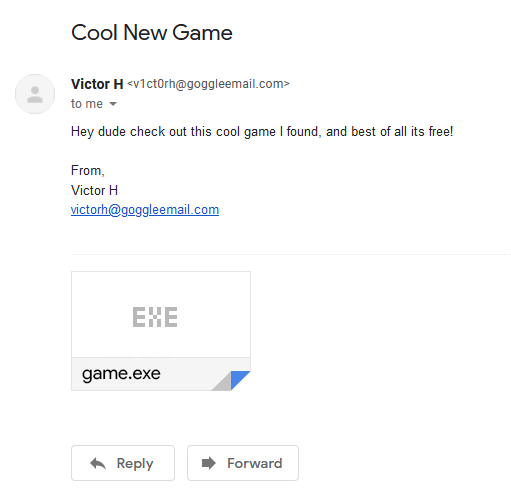 Cool New Game
Victor H <v1ct0rh@goggleemail.com>
to me
Hey dude check out this cool game I found, and best of all its free!
From,
Victor H
victorh@goggleemail.com
EXE
game.exe
Reply Forward